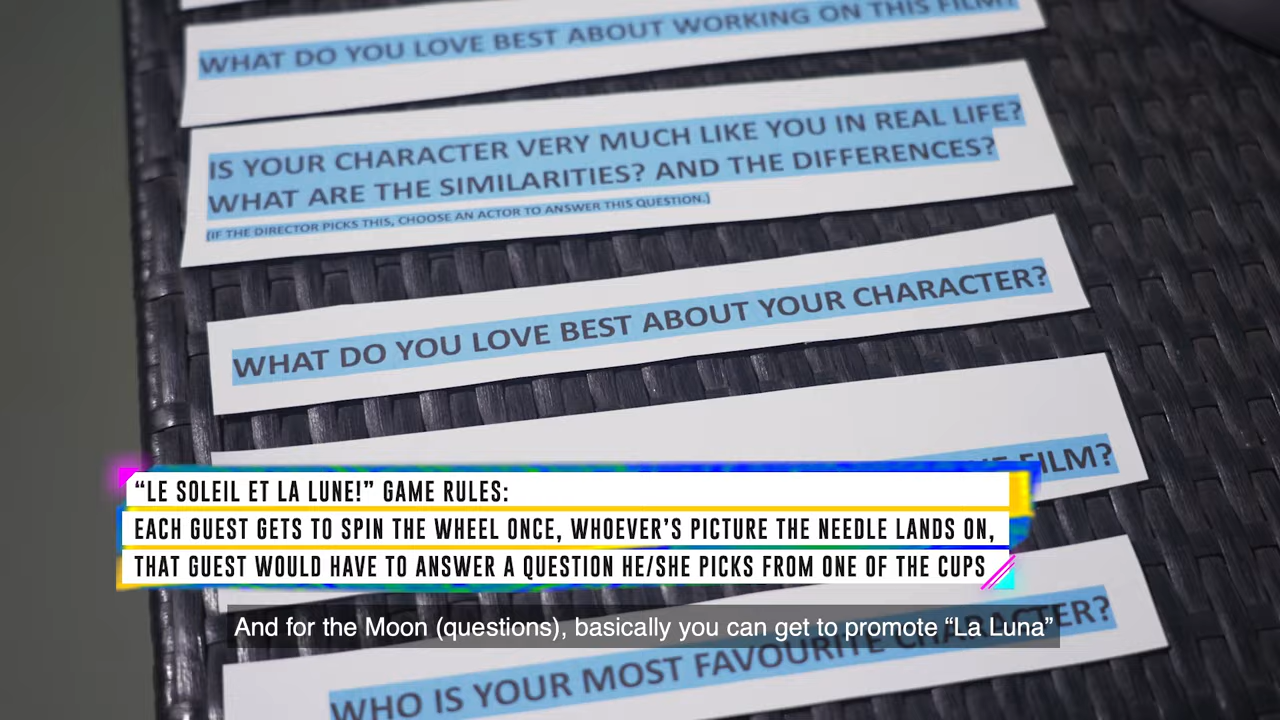 WHAT DO YOU LOVE BEST ABOUT WORKING ON THIS FILM?
IS YOUR CHARACTER VERY MUCH LIKE YOU IN REAL LIFE?
WHAT ARE THE SIMILARITIES? AND THE DIFFERENCES?
(IF THE DIRECTOR PICKS THIS, CHOOSE AN ACTOR TO ANSWER THIS QUESTION.)
WHAT DO YOU LOVE BEST ABOUT YOUR CHARACTER?
FILM?
“LE SOLEIL ET LA LUNE!” GAME RULES:
EACH GUEST GETS TO SPIN THE WHEEL ONCE, WHOEVER’S PICTURE THE NEEDLE LANDS ON,
THAT GUEST WOULD HAVE TO ANSWER A QUESTION HE/SHE PICKS FROM ONE OF THE CUPS
And for the Moon (questions), basically you can get to promote “La Luna”
WHO IS YOUR MOST FAVOURITE CHARACTER?